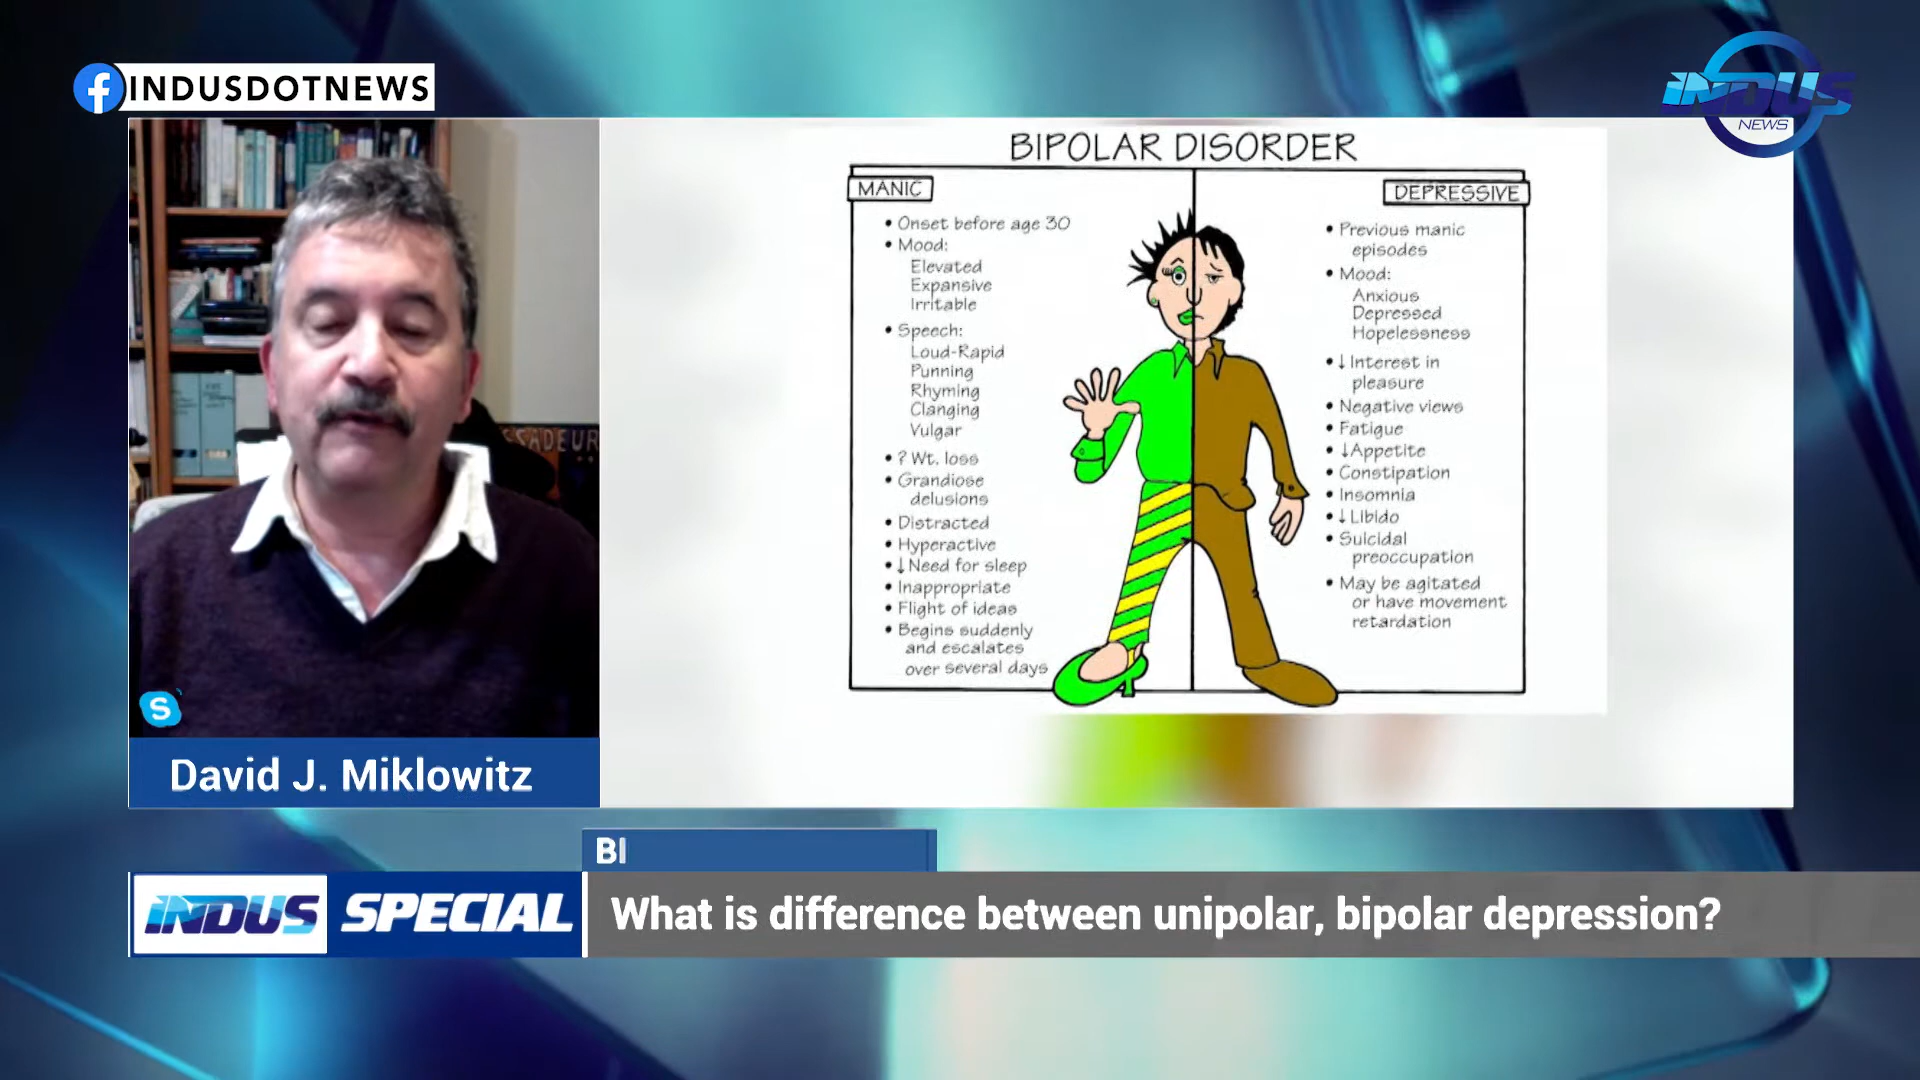 INDUSDOTNEWS
INDUS
NEWS
BIPOLAR DISORDER
MANIC
• Onset before age 30
• Mood:
Elevated
Expansive
Irritable
• Speech:
Loud-Rapid
Punning
Rhyming
Clanging
Vulgar
• ? Wt. loss
• Grandiose
delusions
• Distracted
• Hyperactive
• ↓ Need for sleep
• Inappropriate
• Flight of ideas
• Begins suddenly
and escalates
over several days
DEPRESSIVE
• Previous manic
episodes
• Mood:
Anxious
Depressed
Hopelessness
• ↓ Interest in
pleasure
• Negative views
• Fatigue
• ↓ Appetite
• Constipation
• Insomnia
• ↓ Libido
• Suicidal
preoccupation
• May be agitated
or have movement
retardation
SSADEUR
S
David J. Miklowitz
BI
INDUS SPECIAL
What is difference between unipolar, bipolar depression?